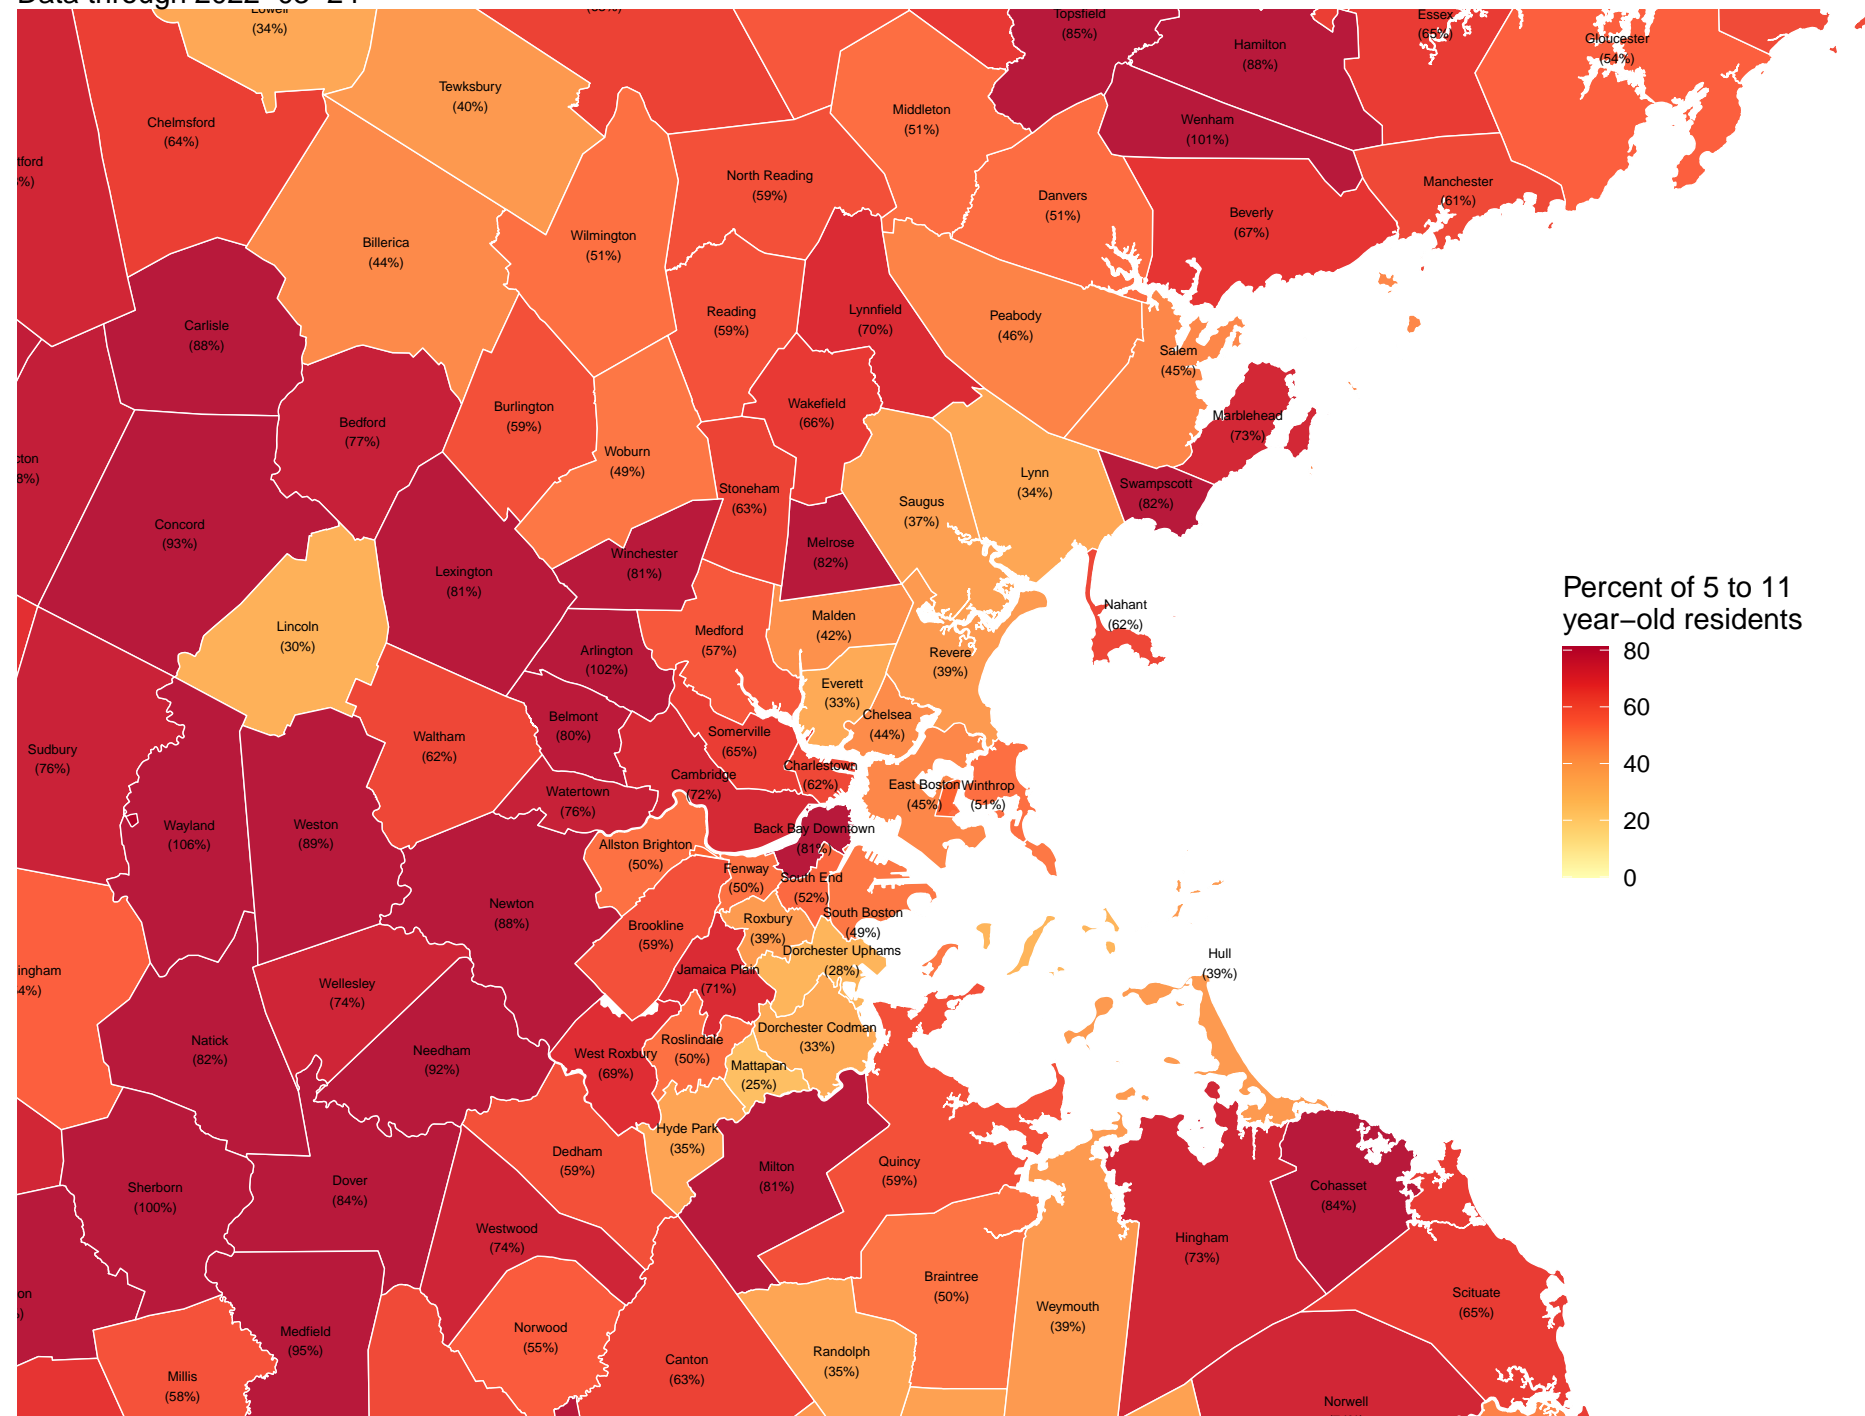 Lowell
(34%)
Topsfield
(85%)
Essex
(65%)
Gloucester
(54%)
Hamilton
(88%)
Tewksbury
(40%)
Middleton
(51%)
Chelmsford
(64%)
Wenham
(101%)
tford
%)
North Reading
(59%)
Manchester
(61%)
Danvers
(51%)
Beverly
(67%)
Billerica
(44%)
Wilmington
(51%)
Carlisle
(88%)
Reading
(59%)
Lynnfield
(70%)
Peabody
(46%)
Salem
(45%)
Bedford
(77%)
Burlington
(59%)
Wakefield
(66%)
Marblehead
(73%)
cton
8%)
Woburn
(49%)
Stoneham
(63%)
Saugus
(37%)
Lynn
(34%)
Swampscott
(82%)
Concord
(93%)
Winchester
(81%)
Melrose
(82%)
Lexington
(81%)
Percent of 5 to 11
year−old residents
80
60
40
20
0
Nahant
(62%)
Lincoln
(30%)
Malden
(42%)
Medford
(57%)
Arlington
(102%)
Revere
(39%)
Everett
(33%)
Chelsea
(44%)
Belmont
(80%)
Somerville
(65%)
Waltham
(62%)
Sudbury
(76%)
Charlestown
(62%)
Cambridge
(72%)
East Boston
(45%)
Winthrop
(51%)
Watertown
(76%)
Wayland
(106%)
Weston
(89%)
Back Bay Downtown
(81%)
Allston Brighton
(50%)
Fenway
(50%)
South End
(52%)
Newton
(88%)
Brookline
(59%)
Roxbury
(39%)
South Boston
(49%)
Dorchester Uphams
(28%)
Hull
(39%)
ingham
4%)
Wellesley
(74%)
Jamaica Plain
(71%)
Natick
(82%)
Needham
(92%)
West Roxbury
(69%)
Roslindale
(50%)
Dorchester Codman
(33%)
Mattapan
(25%)
Hyde Park
(35%)
Dedham
(59%)
Milton
(81%)
Quincy
(59%)
Sherborn
(100%)
Dover
(84%)
Cohasset
(84%)
Westwood
(74%)
Hingham
(73%)
on
)
Braintree
(50%)
Weymouth
(39%)
Scituate
(65%)
Medfield
(95%)
Norwood
(55%)
Canton
(63%)
Randolph
(35%)
Millis
(58%)
Norwell